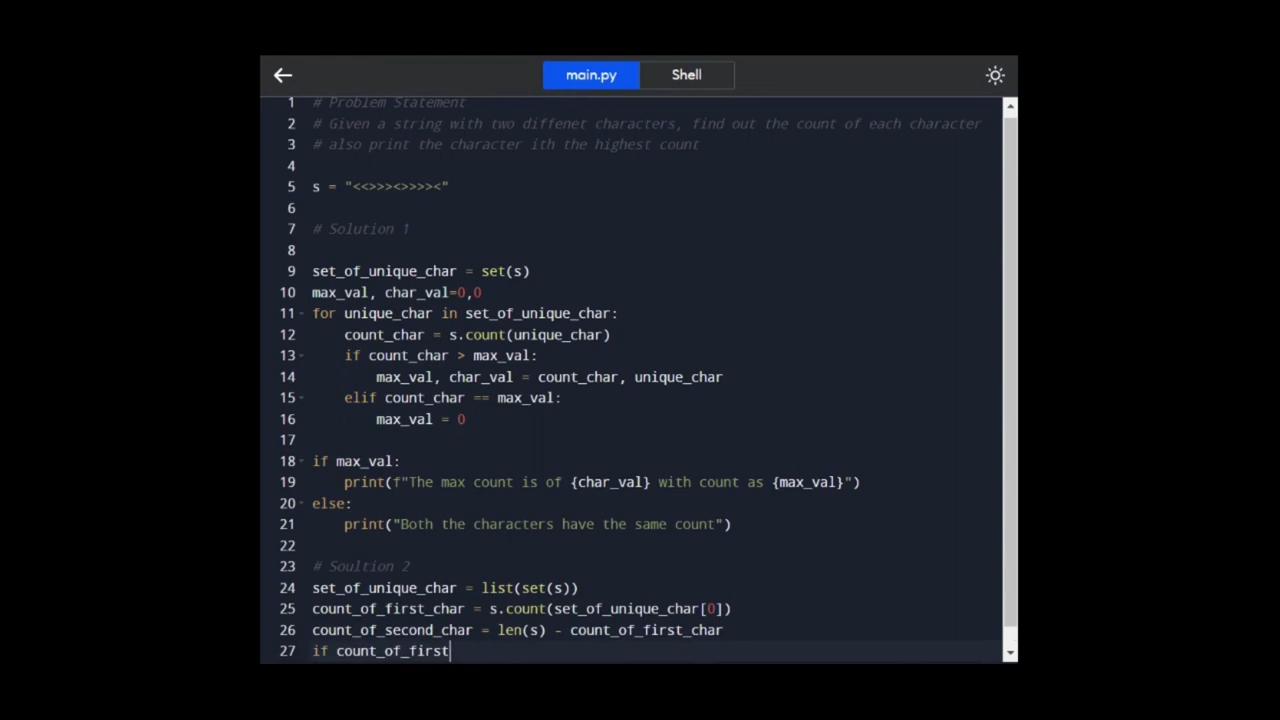 main.py Shell
1 # Problem Statement
2 # Given a string with two diffenet characters, find out the count of each character
3 # also print the character ith the highest count
4
5 s = "<<>>><>>>><"
6
7 # Solution 1
8
9 set_of_unique_char = set(s)
10 max_val, char_val=0,0
11 for unique_char in set_of_unique_char:
12     count_char = s.count(unique_char)
13     if count_char > max_val:
14         max_val, char_val = count_char, unique_char
15     elif count_char == max_val:
16         max_val = 0
17
18 if max_val:
19     print(f"The max count is of {char_val} with count as {max_val}")
20 else:
21     print("Both the characters have the same count")
22
23 # Soultion 2
24 set_of_unique_char = list(set(s))
25 count_of_first_char = s.count(set_of_unique_char[0])
26 count_of_second_char = len(s) - count_of_first_char
27 if count_of_first